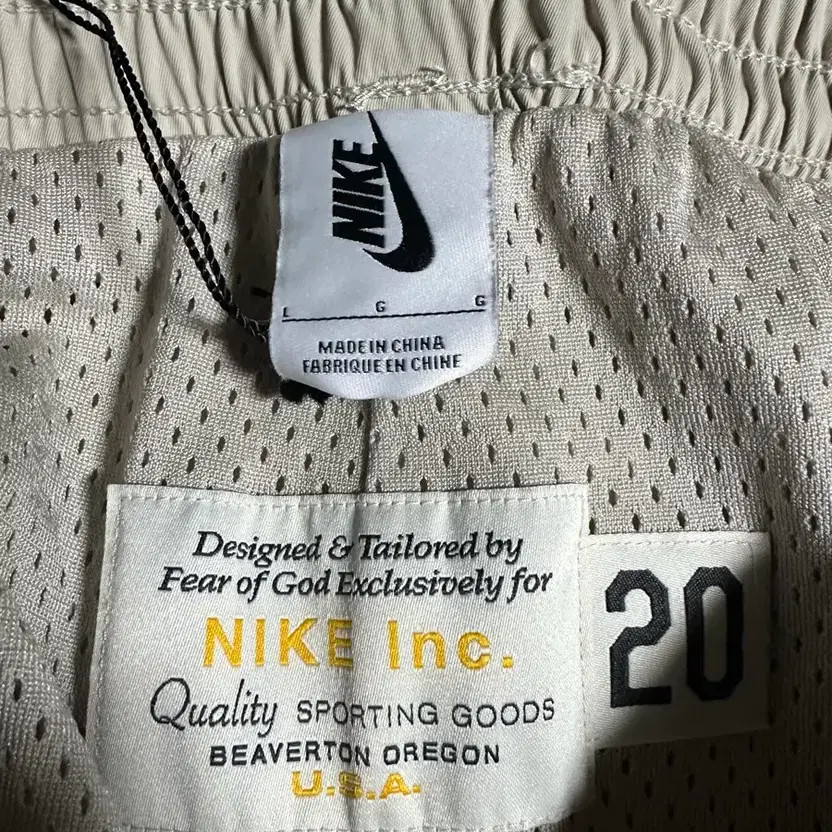 NIKE
L G G
MADE IN CHINA
FABRIQUE EN CHINE
Designed & Tailored by
Fear of God Exclusively for
NIKE Inc.
Quality SPORTING GOODS
BEAVERTON OREGON
U.S.A.
20